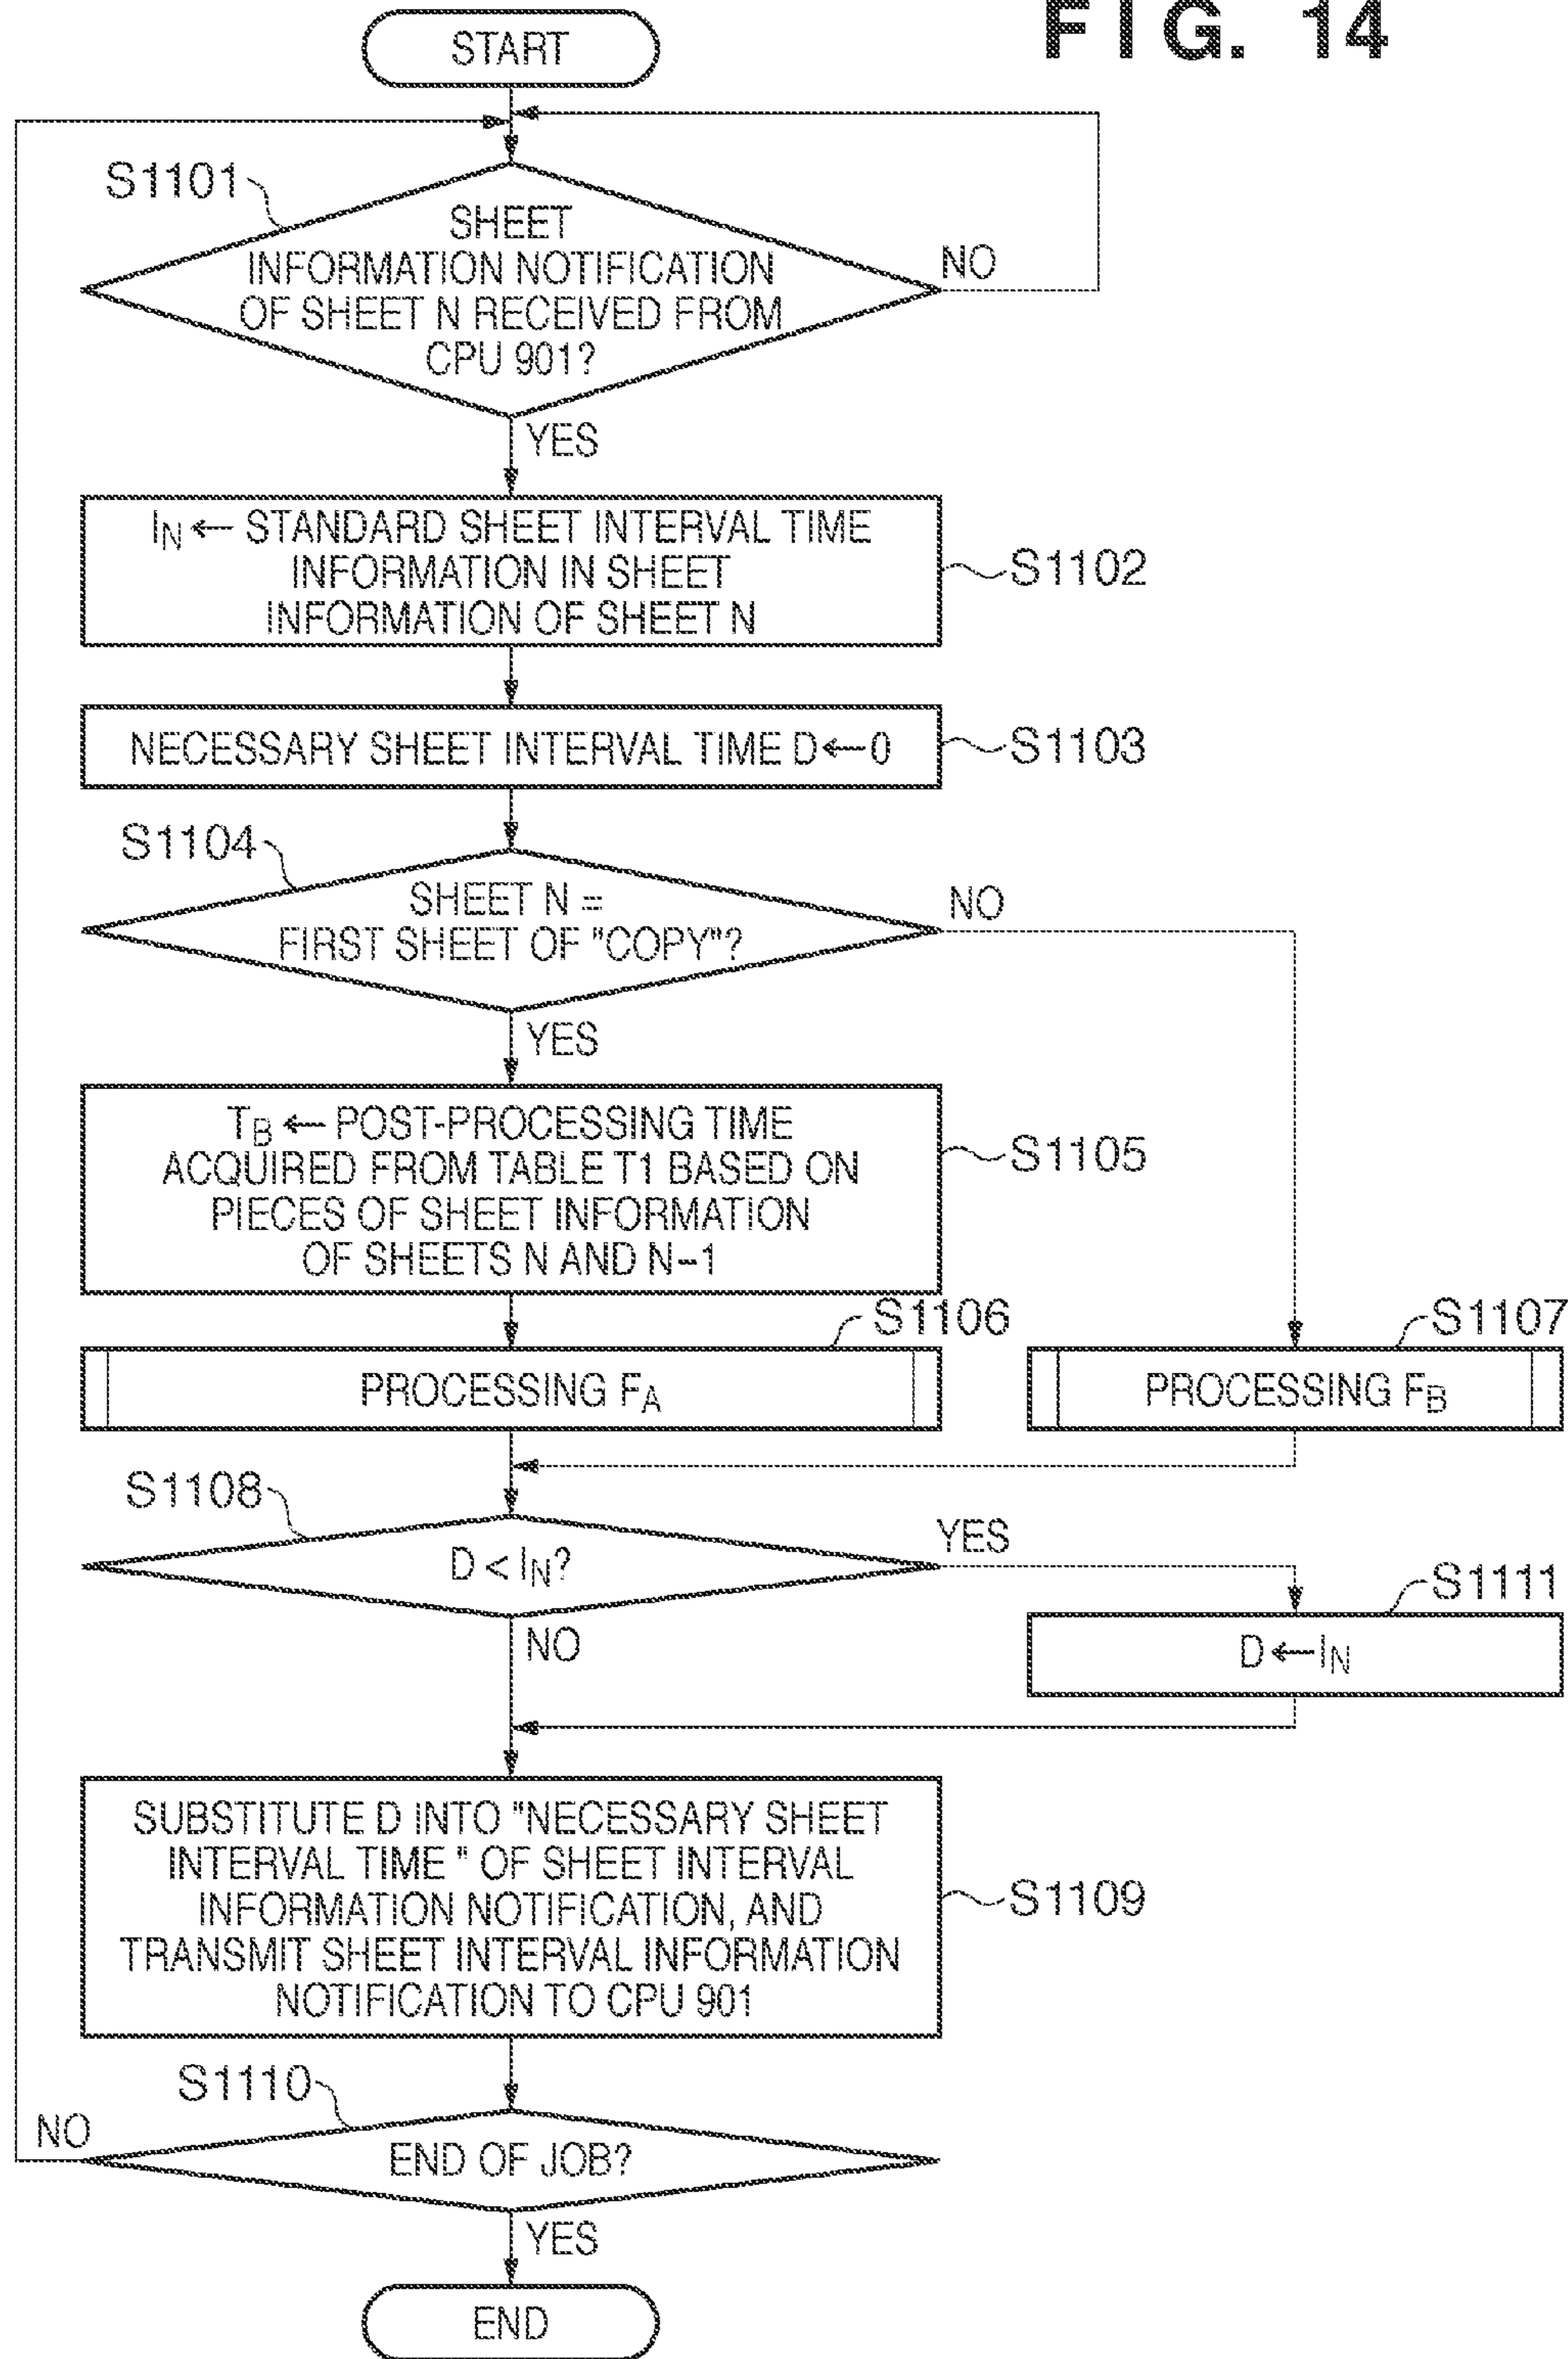 FIG. 14
START
S1101
SHEET
INFORMATION NOTIFICATION
OF SHEET N RECEIVED FROM
CPU 901?
NO
YES
IN ← STANDARD SHEET INTERVAL TIME
INFORMATION IN SHEET
INFORMATION OF SHEET N
S1102
NECESSARY SHEET INTERVAL TIME D←0
S1103
S1104
SHEET N =
FIRST SHEET OF "COPY"?
NO
YES
TB ← POST-PROCESSING TIME
ACQUIRED FROM TABLE T1 BASED ON
PIECES OF SHEET INFORMATION
OF SHEETS N AND N-1
S1105
S1106
PROCESSING FA
S1107
PROCESSING FB
S1108
D < IN?
YES
NO
S1111
D←IN
SUBSTITUTE D INTO "NECESSARY SHEET
INTERVAL TIME " OF SHEET INTERVAL
INFORMATION NOTIFICATION, AND
TRANSMIT SHEET INTERVAL INFORMATION
NOTIFICATION TO CPU 901
S1109
S1110
NO
END OF JOB?
YES
END